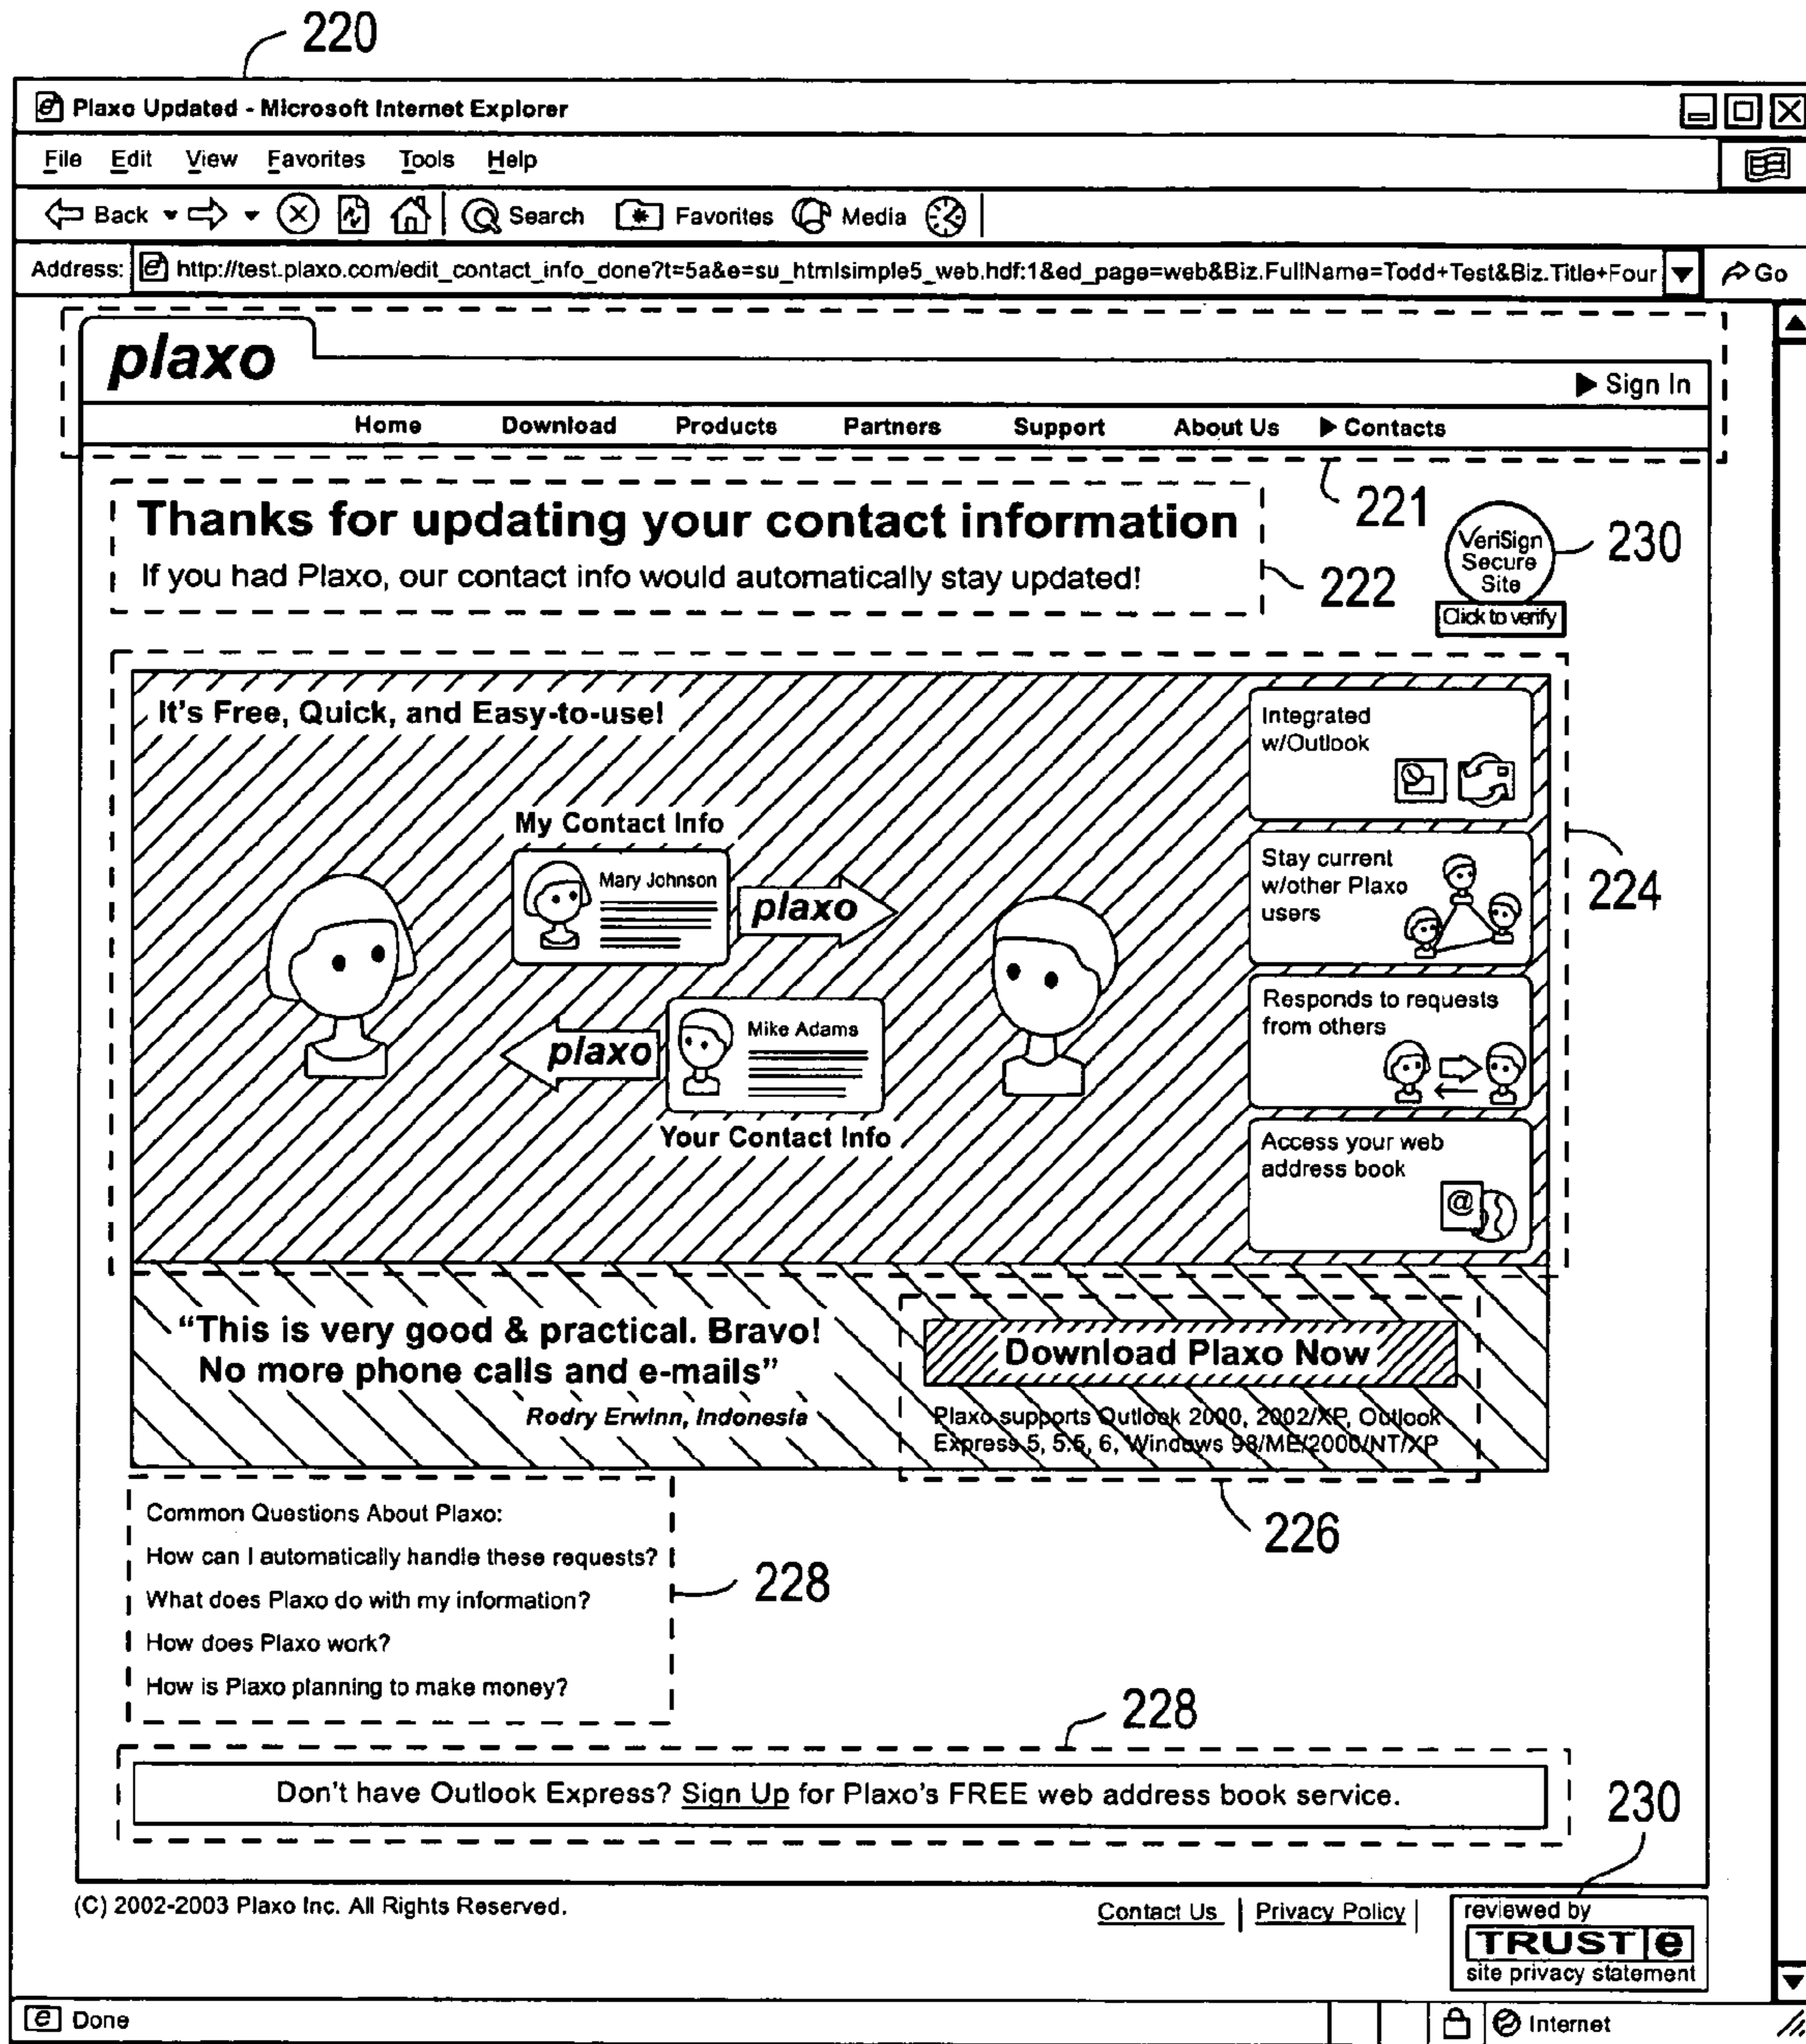 220
Plaxo Updated - Microsoft Internet Explorer
File Edit View Favorites Tools Help
Back Search Favorites Media
Address: http://test.plaxo.com/edit_contact_info_done?t=5a&e=su_htmlsimple5_web.hdf:1&ed_page=web&Biz.FullName=Todd+Test&Biz.Title+Four Go
plaxo
Sign In
Home Download Products Partners Support About Us Contacts
221
Thanks for updating your contact information
If you had Plaxo, our contact info would automatically stay updated!
222
VeriSign
Secure
Site
Click to verify
230
It's Free, Quick, and Easy-to-use!
My Contact Info
Mary Johnson
plaxo
plaxo
Mike Adams
Your Contact Info
Integrated
w/Outlook
Stay current
w/other Plaxo
users
Responds to requests
from others
Access your web
address book
@
224
“This is very good & practical. Bravo!
No more phone calls and e-mails”
Rodry Erwinn, Indonesia
Download Plaxo Now
Plaxo supports Outlook 2000, 2002/XP, Outlook
Express 5, 5.5, 6, Windows 98/ME/2000/NT/XP
226
Common Questions About Plaxo:
How can I automatically handle these requests?
What does Plaxo do with my information?
How does Plaxo work?
How is Plaxo planning to make money?
228
228
Don't have Outlook Express? Sign Up for Plaxo's FREE web address book service.
230
(C) 2002-2003 Plaxo Inc. All Rights Reserved.
Contact Us | Privacy Policy |
reviewed by
TRUST e
site privacy statement
e Done
Internet